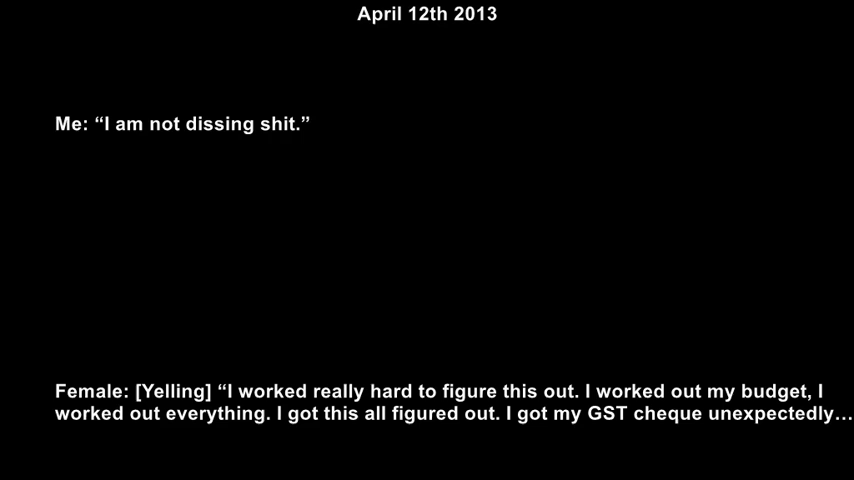 April 12th 2013
Me: “I am not dissing shit.”
Female: [Yelling] “I worked really hard to figure this out. I worked out my budget, I
worked out everything. I got this all figured out. I got my GST cheque unexpectedly…